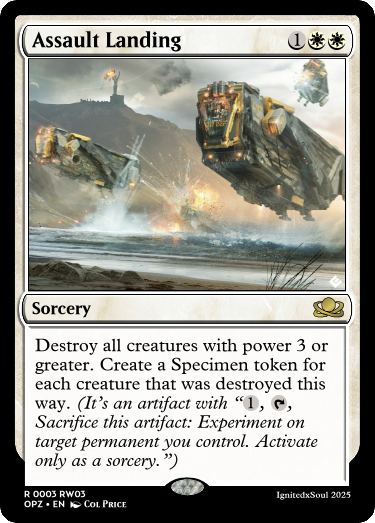 Assault Landing 1
Sorcery
Destroy all creatures with power 3 or
greater. Create a Specimen token for
each creature that was destroyed this
way. (It's an artifact with “1, ,
Sacrifice this artifact: Experiment on
target permanent you control. Activate
only as a sorcery.”)
R 0003 RW03
OPZ • EN Col Price
IgnitedxSoul 2025